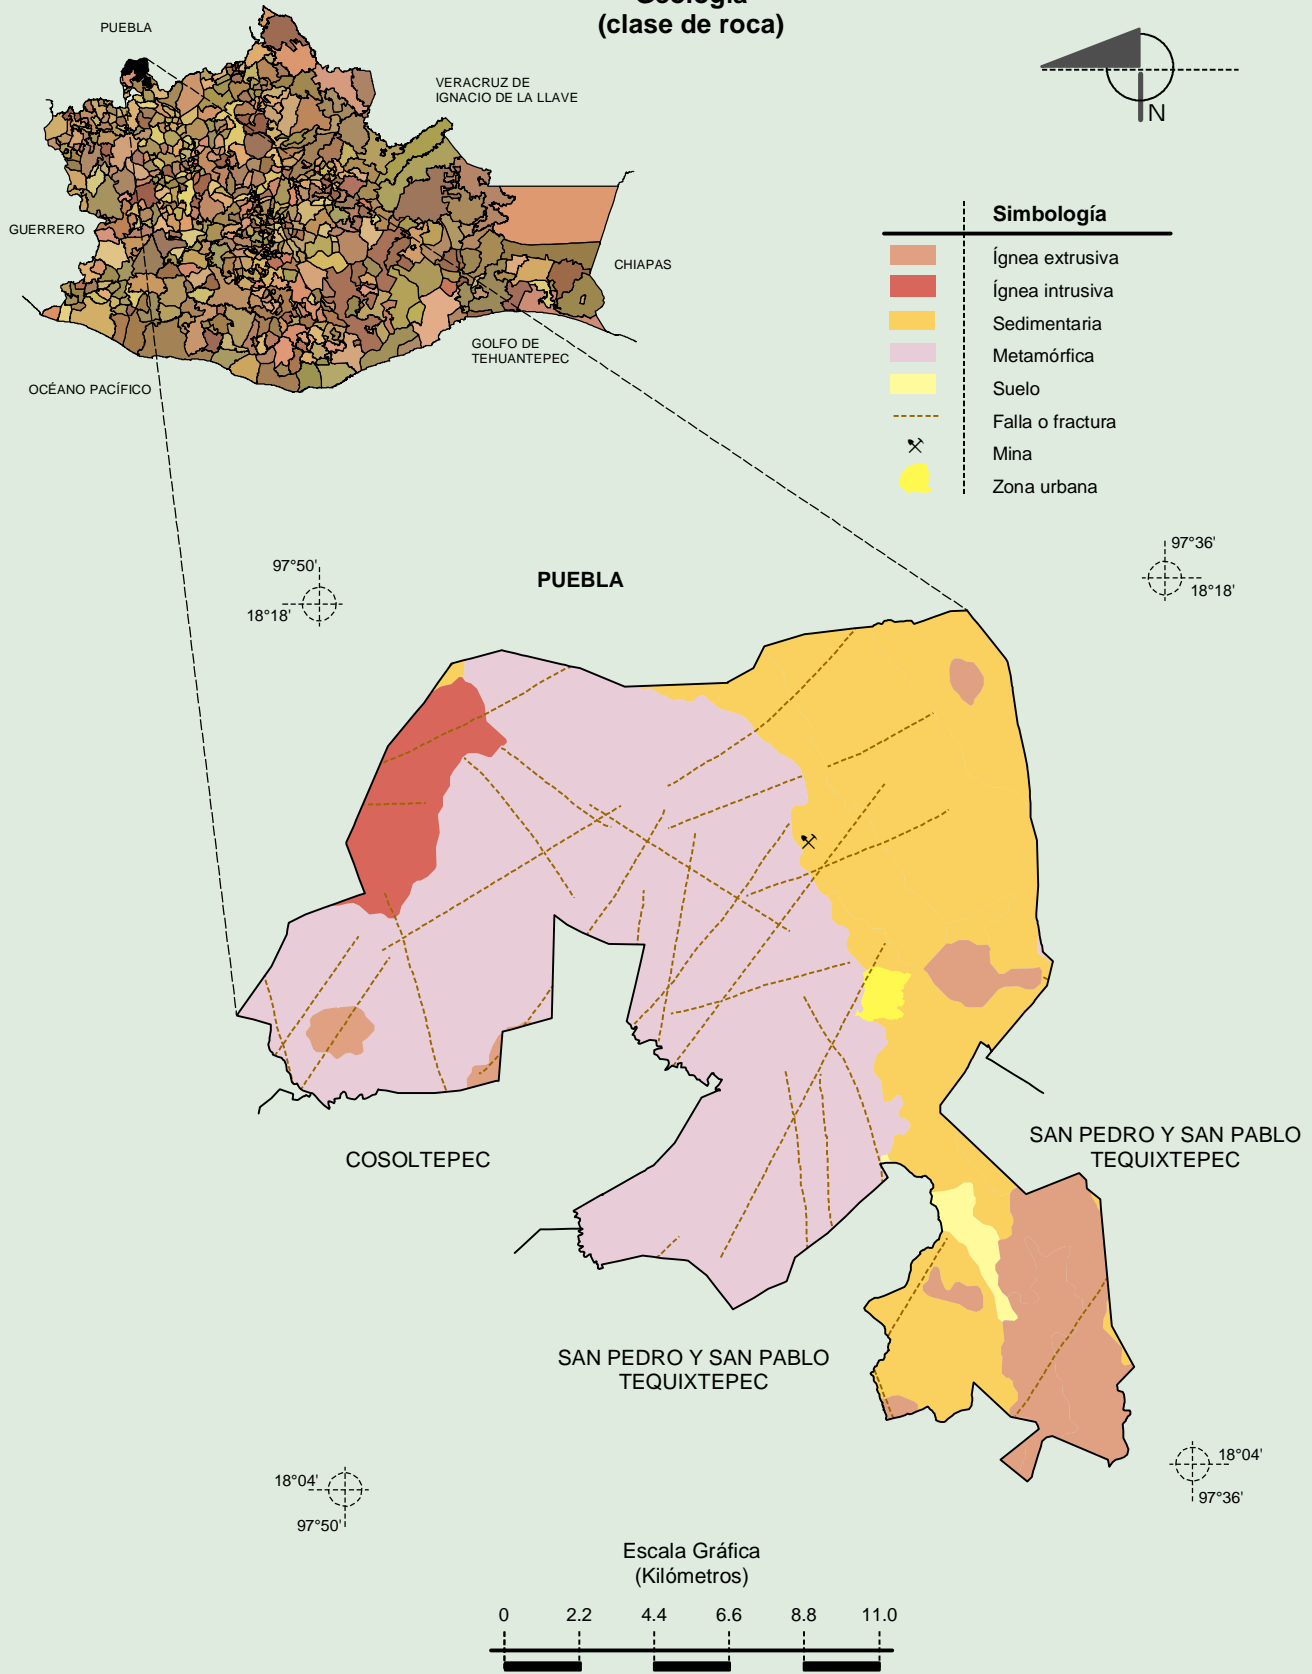 Geología
(clase de roca)
PUEBLA
VERACRUZ DE
IGNACIO DE LA LLAVE
GUERRERO
CHIAPAS
GOLFO DE
TEHUANTEPEC
OCÉANO PACÍFICO
N
Simbología
Ígnea extrusiva
Ígnea intrusiva
Sedimentaria
Metamórfica
Suelo
Falla o fractura
Mina
Zona urbana
97°50'
18°18'
PUEBLA
97°36'
18°18'
COSOLTEPEC
SAN PEDRO Y SAN PABLO
TEQUIXTEPEC
SAN PEDRO Y SAN PABLO
TEQUIXTEPEC
18°04'
97°50'
18°04'
97°36'
Escala Gráfica
(Kilómetros)
0 2.2 4.4 6.6 8.8 11.0